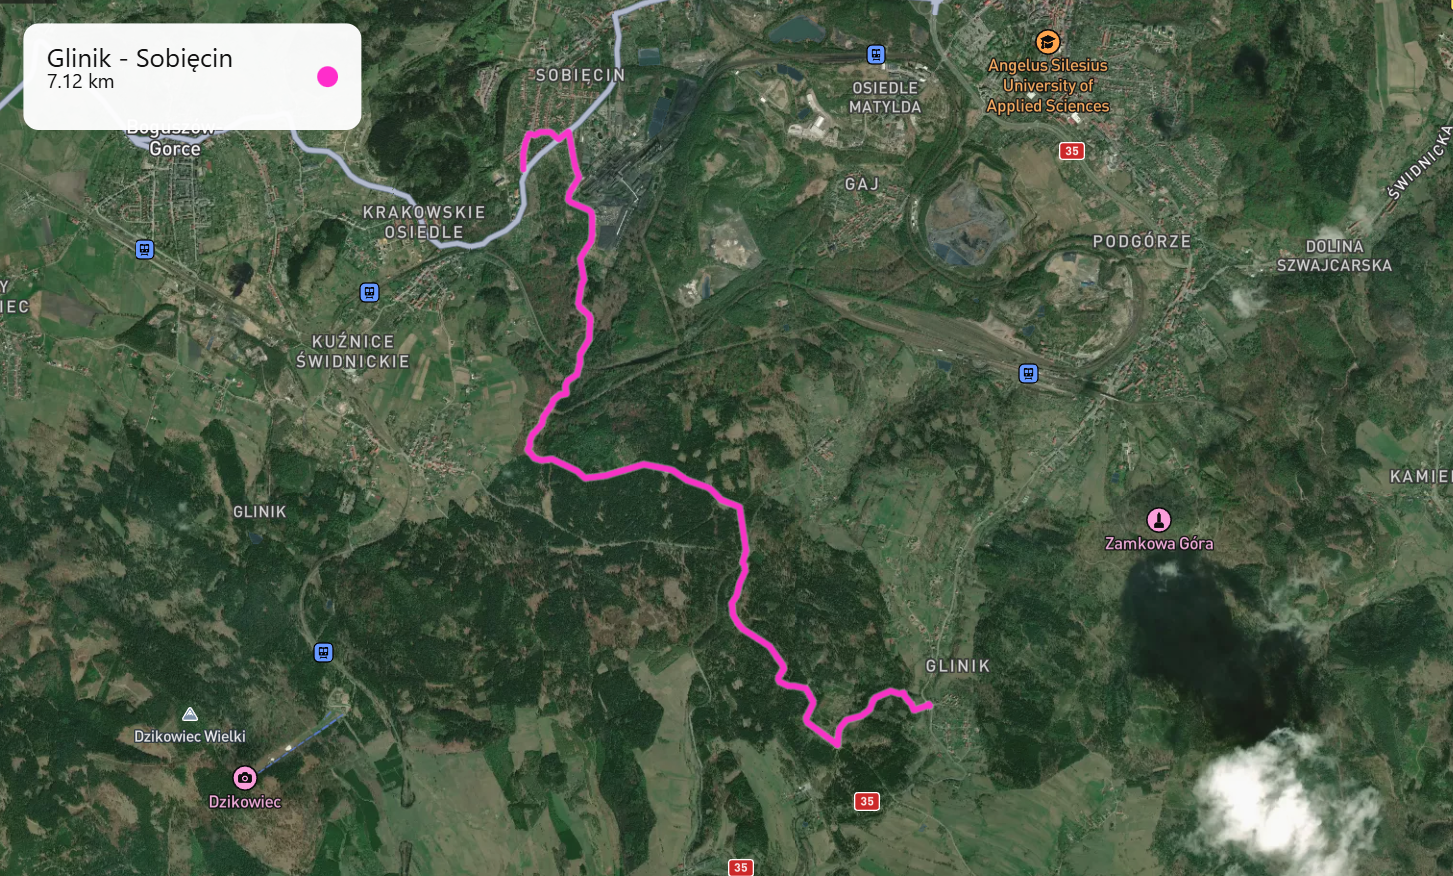 Glinik - Sobięcin
7.12 km
Boguszów
Gorce
SOBIĘCIN
OSIEDLE
MATYLDA
Angelus Silesius
University of
Applied Sciences
35
ŚWIDNICKA
GAJ
KRAKOWSKIE
OSIEDLE
PODGÓRZE
DOLINA
SZWAJCARSKA
Y
IEC
KUŹNICE
ŚWIDNICKIE
KAMIE
GLINIK
Zamkowa Góra
GLINIK
Dzikowiec Wielki
Dzikowiec
35
35